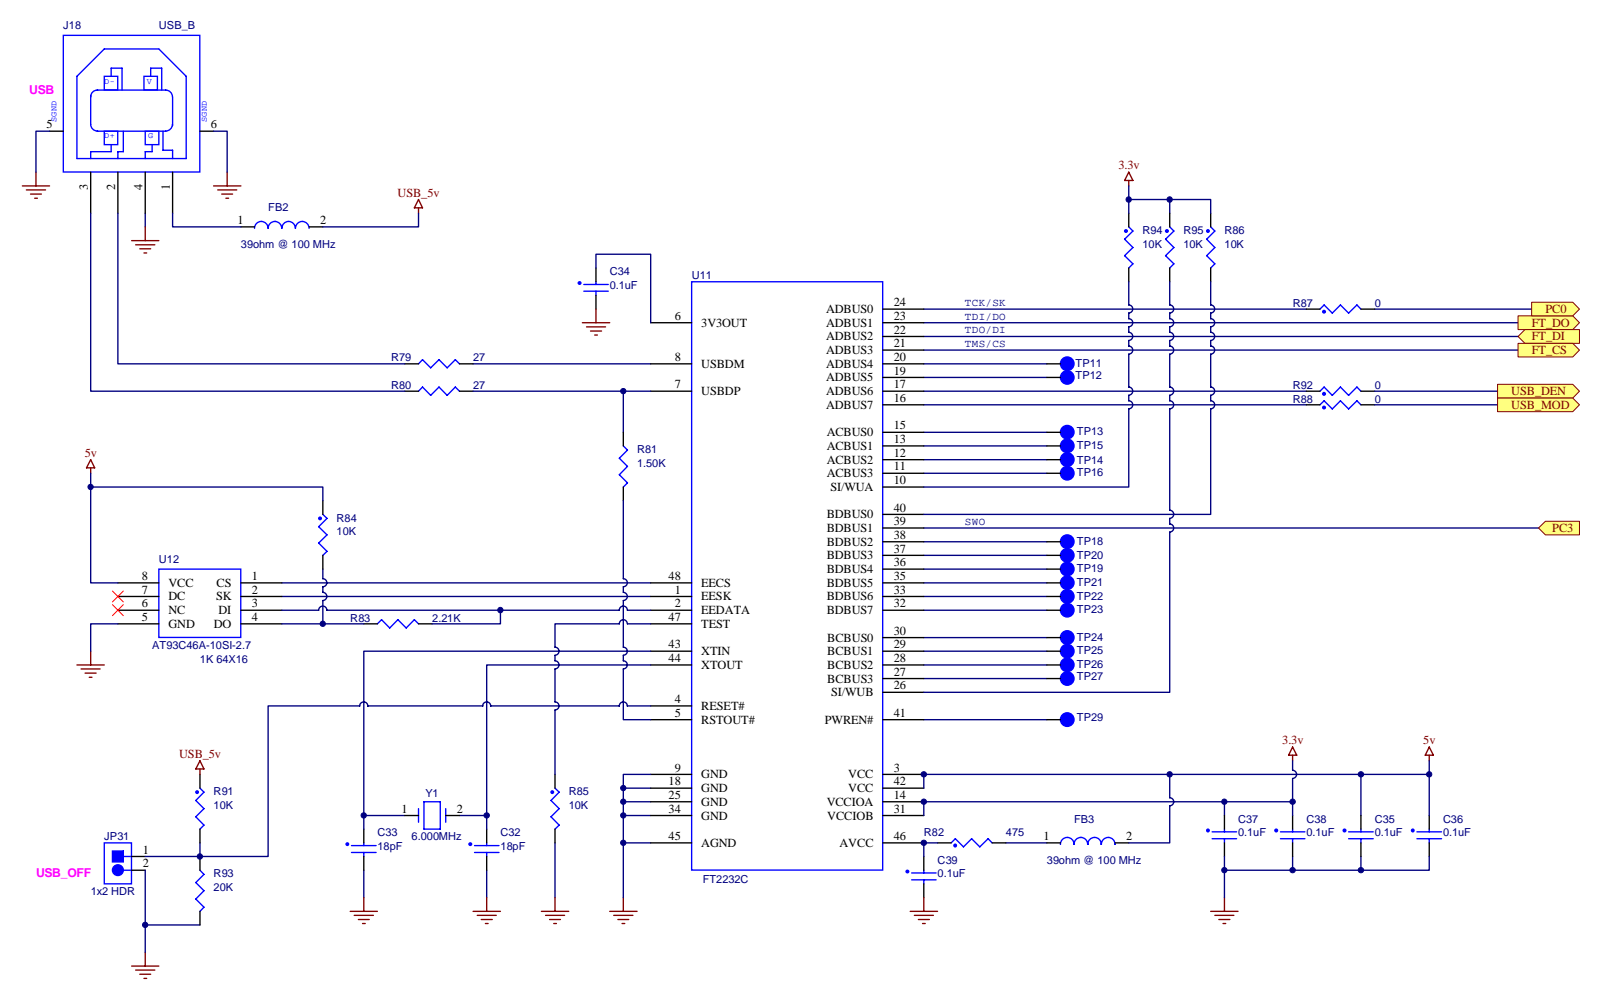 J18 USB_B
USB
D- V
D+ G
SGND SGND
5 6
3 2 4 1
FB2
1 2
39ohm @ 100 MHz
USB_5v
C34
0.1uF
U11
6 3V3OUT
R79 27 8 USBDM
R80 27 7 USBDP
R81
1.50K
5v
R84
10K
U12
8 VCC CS 1
7 DC SK 2
6 NC DI 3
5 GND DO 4
AT93C46A-10SI-2.7
1K 64X16
R83 2.21K
48 EECS
1 EESK
2 EEDATA
47 TEST
43 XTIN
44 XTOUT
4 RESET#
5 RSTOUT#
9 GND
18 GND
25 GND
34 GND
45 AGND
FT2232C
USB_5v
R91
10K
JP31
1
2
USB_OFF
1x2 HDR
R93
20K
Y1
1 2
6.000MHz
C33
18pF
C32
18pF
R85
10K
3.3v
R94 R95 R86
10K 10K 10K
ADBUS0 24 TCK/SK R87 0 PC0
ADBUS1 23 TDI/DO FT_DO
ADBUS2 22 TDO/DI FT_DI
ADBUS3 21 TMS/CS FT_CS
ADBUS4 20 TP11
ADBUS5 19 TP12
ADBUS6 17 R92 0 USB_DEN
ADBUS7 16 R88 0 USB_MOD
ACBUS0 15 TP13
ACBUS1 13 TP15
ACBUS2 12 TP14
ACBUS3 11 TP16
SI/WUA 10
BDBUS0 40
BDBUS1 39 SWO PC3
BDBUS2 38 TP18
BDBUS3 37 TP20
BDBUS4 36 TP19
BDBUS5 35 TP21
BDBUS6 33 TP22
BDBUS7 32 TP23
BCBUS0 30 TP24
BCBUS1 29 TP25
BCBUS2 28 TP26
BCBUS3 27 TP27
SI/WUB 26
PWREN# 41 TP29
3.3v 5v
VCC 3
VCC 42
VCCIOA 14
VCCIOB 31
AVCC 46
R82 475
FB3
1 2
39ohm @ 100 MHz
C39
0.1uF
C37 C38 C35 C36
0.1uF 0.1uF 0.1uF 0.1uF